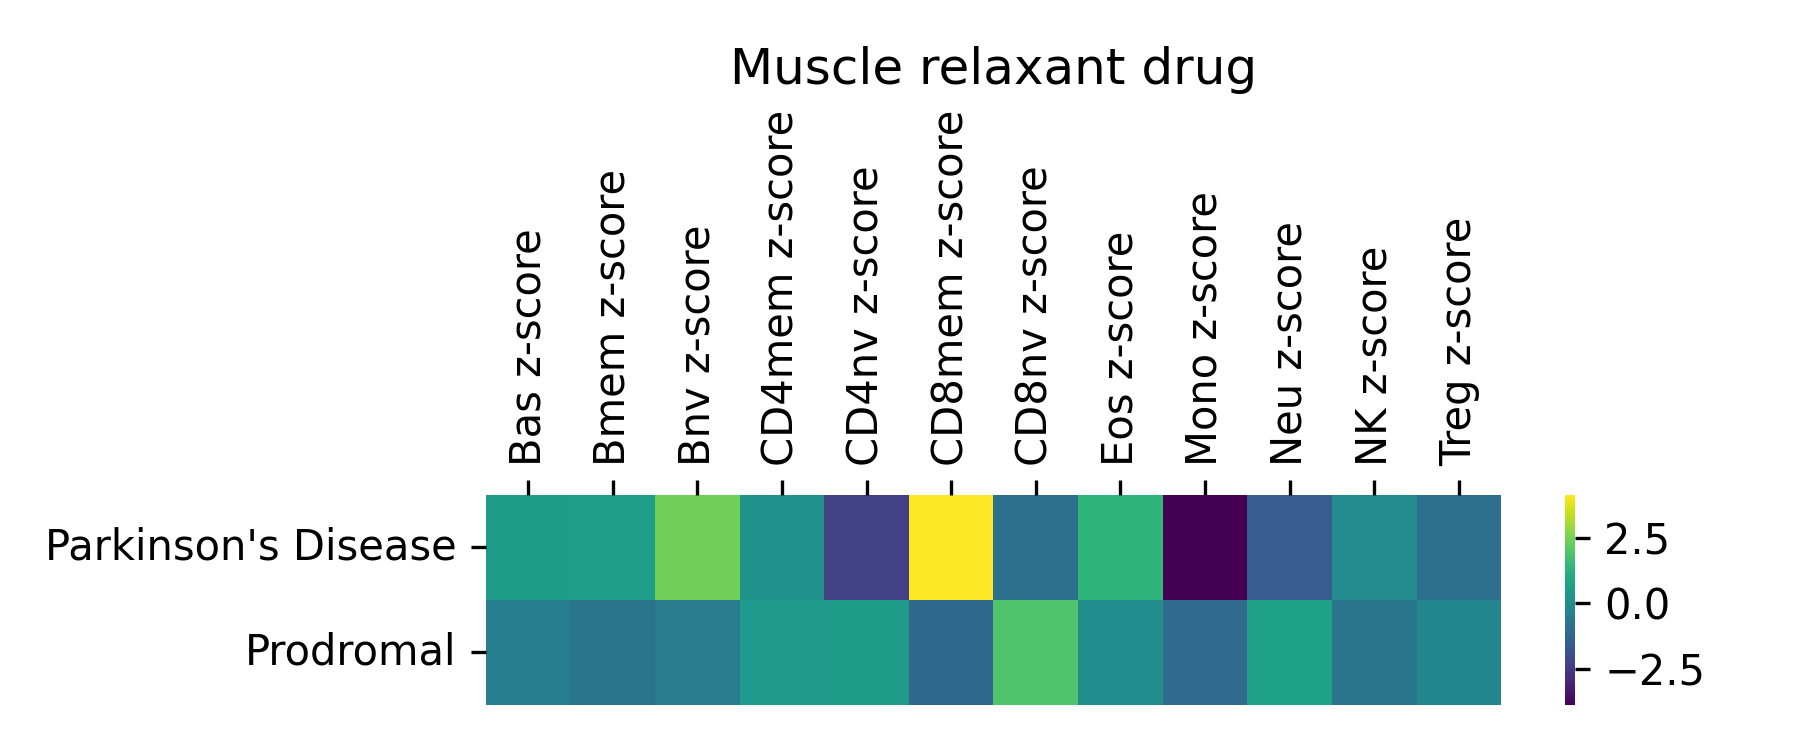 Muscle relaxant drug
Bas z-score
Bmem z-score
Bnv z-score
CD4mem z-score
CD4nv z-score
CD8mem z-score
CD8nv z-score
Eos z-score
Mono z-score
Neu z-score
NK z-score
Treg z-score
Parkinson's Disease
Prodromal
2.5
0.0
−2.5